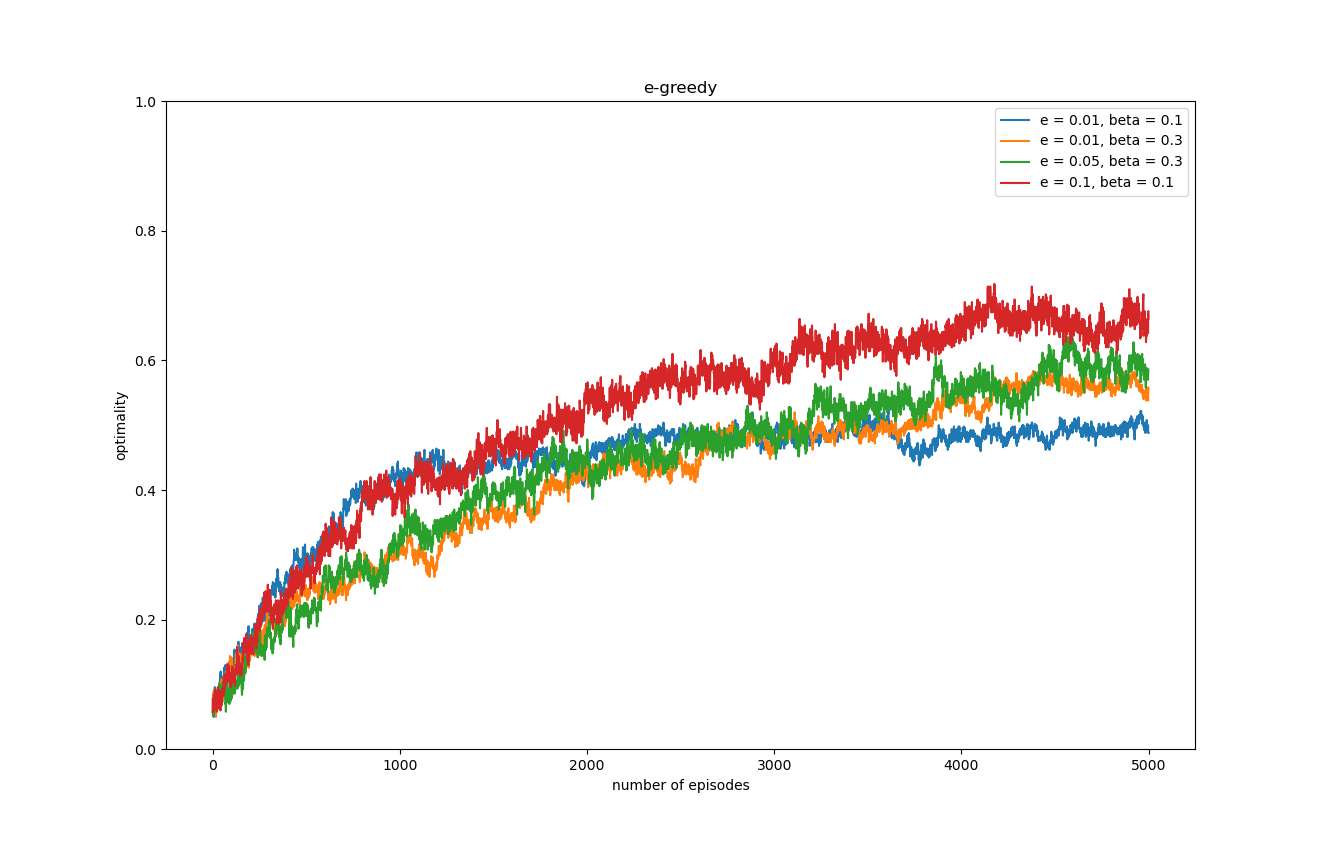 e-greedy
1.0
0.8
0.6
0.4
0.2
0.0
optimality
e = 0.01, beta = 0.1
e = 0.01, beta = 0.3
e = 0.05, beta = 0.3
e = 0.1, beta = 0.1
0
1000
2000
3000
4000
5000
number of episodes